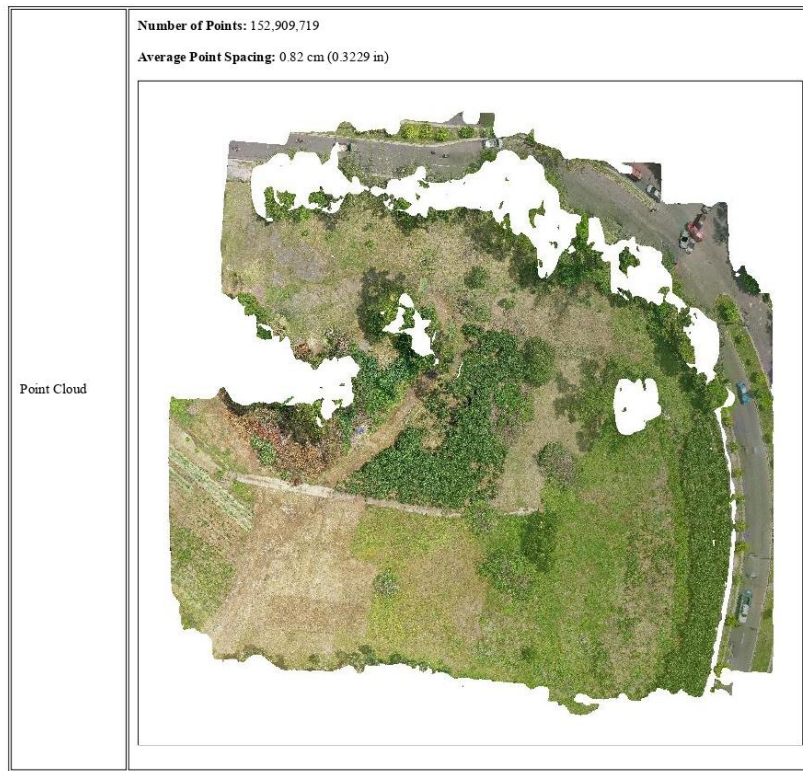 Number of Points: 152,909,719
Average Point Spacing: 0.82 cm (0.3229 in)
Point Cloud